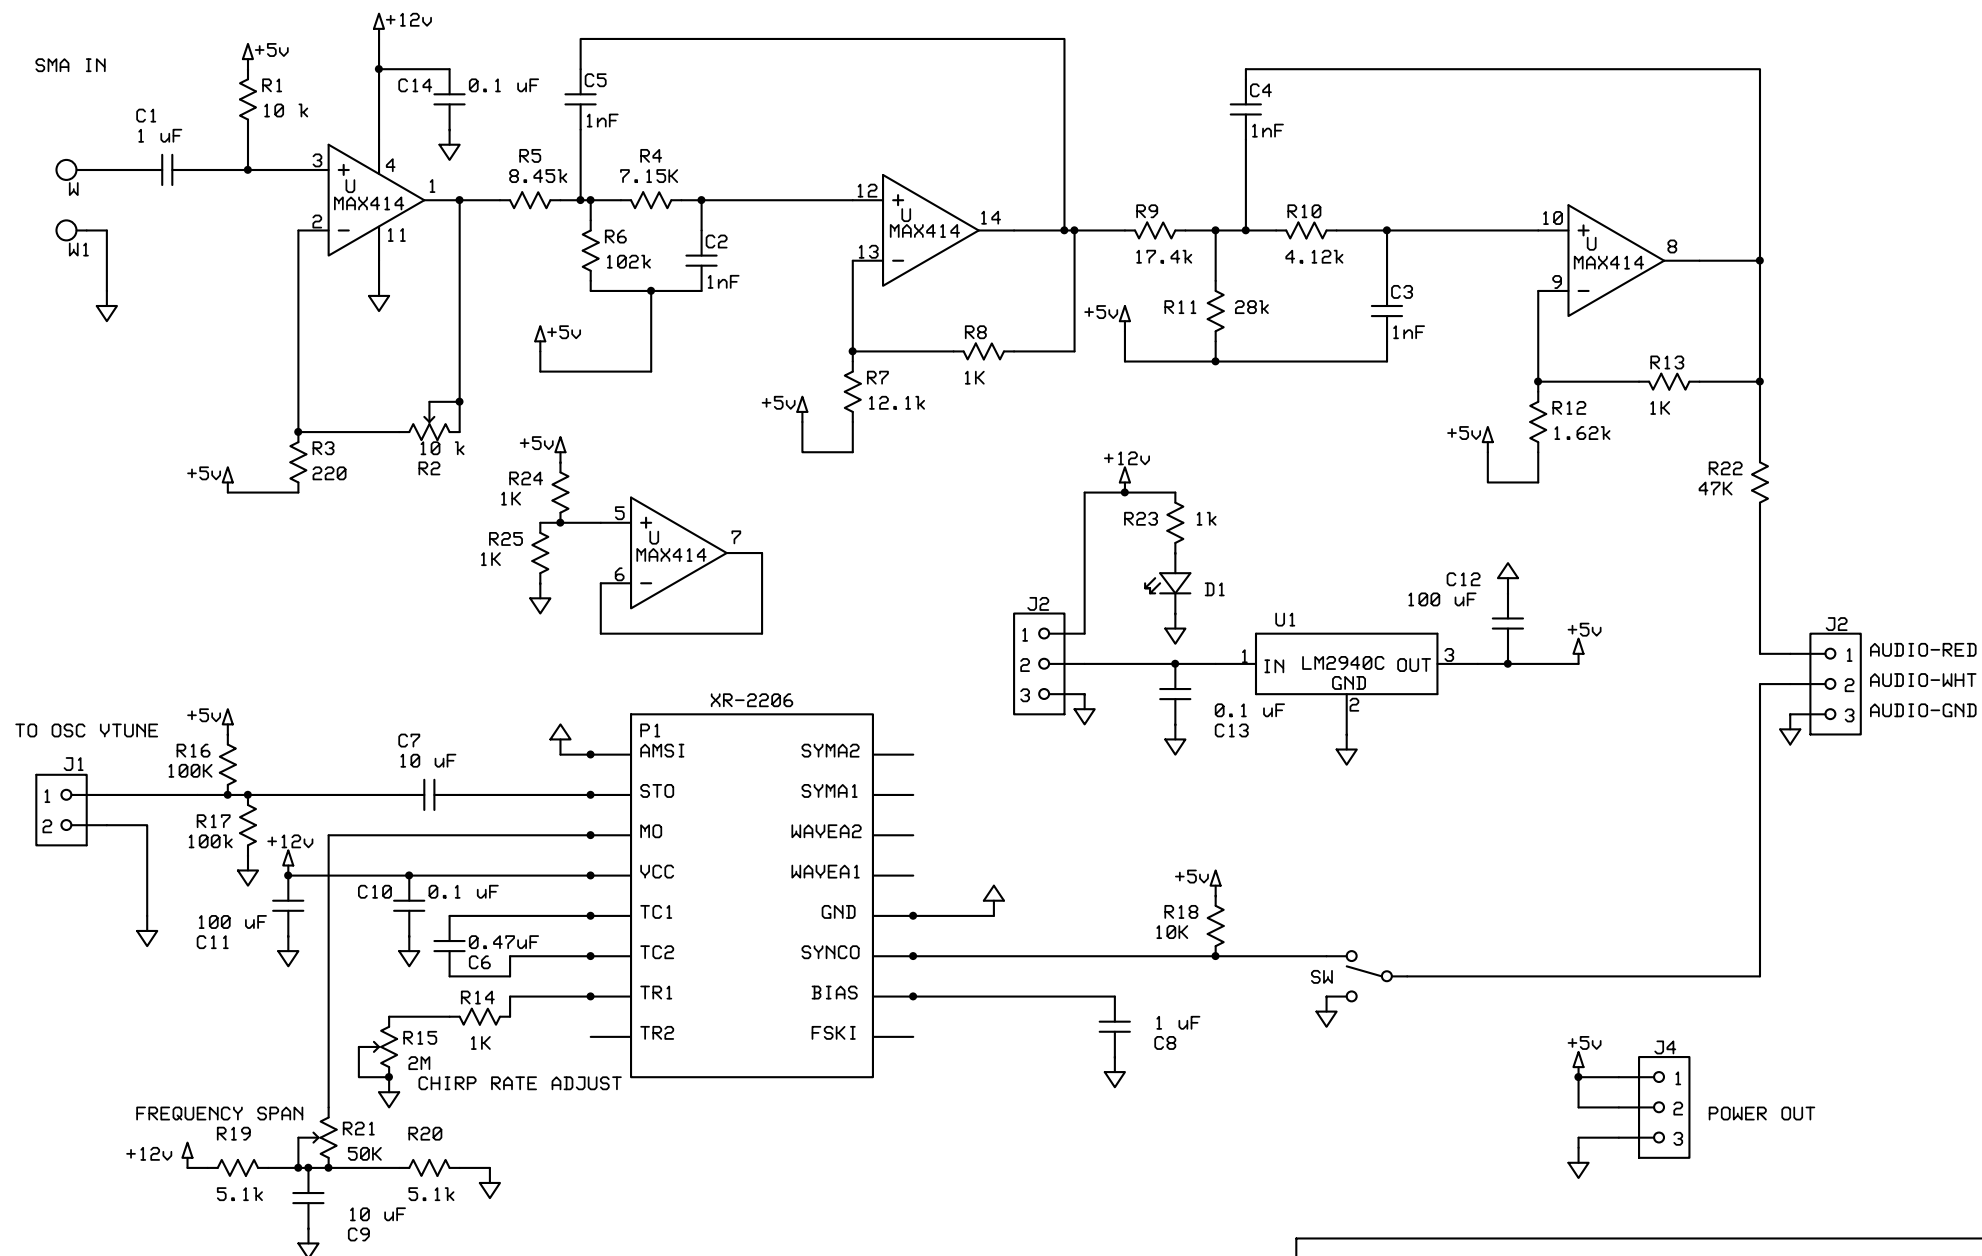 SMA IN
C1
1 uF
W
W1
+5v
R1
10 k
+12v
C14
0.1 uF
3
+
4
U
MAX414
1
2
−
11
R3
220
+5v
10 k
R2
R5
8.45k
C5
1nF
R4
7.15K
R6
102k
C2
1nF
+5v
12
+
U
MAX414
14
13
−
R8
1K
R7
12.1k
+5v
R9
17.4k
C4
1nF
R10
4.12k
R11
28k
+5v
C3
1nF
10
+
U
MAX414
8
9
−
R13
1K
R12
1.62k
+5v
R22
47K
+5v
R24
1K
R25
1K
5
+
U
MAX414
7
6
−
+12v
R23
1k
D1
J2
1
2
3
0.1 uF
C13
U1
1
IN
LM2940C
OUT
3
GND
2
C12
100 uF
+5v
J2
1
AUDIO-RED
2
AUDIO-WHT
3
AUDIO-GND
TO OSC VTUNE
J1
1
2
+5v
R16
100K
R17
100k
C7
10 uF
+12v
100 uF
C11
C10
0.1 uF
0.47uF
C6
R14
1K
R15
2M
CHIRP RATE ADJUST
XR-2206
P1
AMSI
STO
MO
VCC
TC1
TC2
TR1
TR2
SYMA2
SYMA1
WAVEA2
WAVEA1
GND
SYNCO
BIAS
FSKI
+5v
R18
10K
SW
1 uF
C8
FREQUENCY SPAN
R19
+12v
5.1k
R21
50K
R20
5.1k
10 uF
C9
+5v
J4
1
2
3
POWER OUT